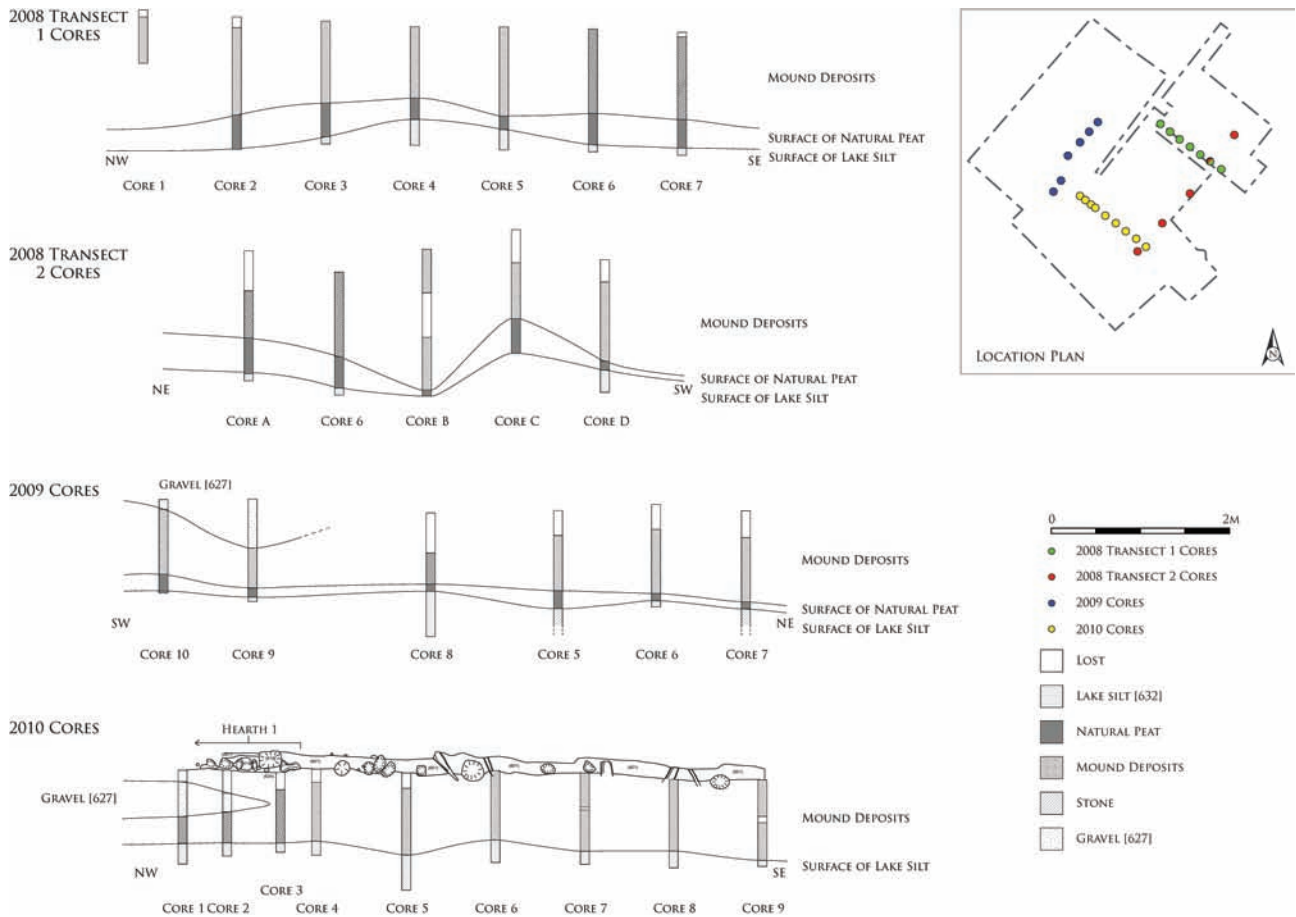 2008 TRANSECT
1 CORES
MOUND DEPOSITS
SURFACE OF NATURAL PEAT
SURFACE OF LAKE SILT
NW
SE
CORE 1
CORE 2
CORE 3
CORE 4
CORE 5
CORE 6
CORE 7
2008 TRANSECT
2 CORES
MOUND DEPOSITS
SURFACE OF NATURAL PEAT
SURFACE OF LAKE SILT
NE
SW
CORE A
CORE 6
CORE B
CORE C
CORE D
2009 CORES
GRAVEL [627]
MOUND DEPOSITS
SURFACE OF NATURAL PEAT
SURFACE OF LAKE SILT
SW
NE
CORE 10
CORE 9
CORE 8
CORE 5
CORE 6
CORE 7
2010 CORES
HEARTH 1
GRAVEL [627]
MOUND DEPOSITS
SURFACE OF LAKE SILT
NW
SE
CORE 1
CORE 2
CORE 3
CORE 4
CORE 5
CORE 6
CORE 7
CORE 8
CORE 9
LOCATION PLAN
N
0
2M
2008 TRANSECT 1 CORES
2008 TRANSECT 2 CORES
2009 CORES
2010 CORES
LOST
LAKE SILT [632]
NATURAL PEAT
MOUND DEPOSITS
STONE
GRAVEL [627]